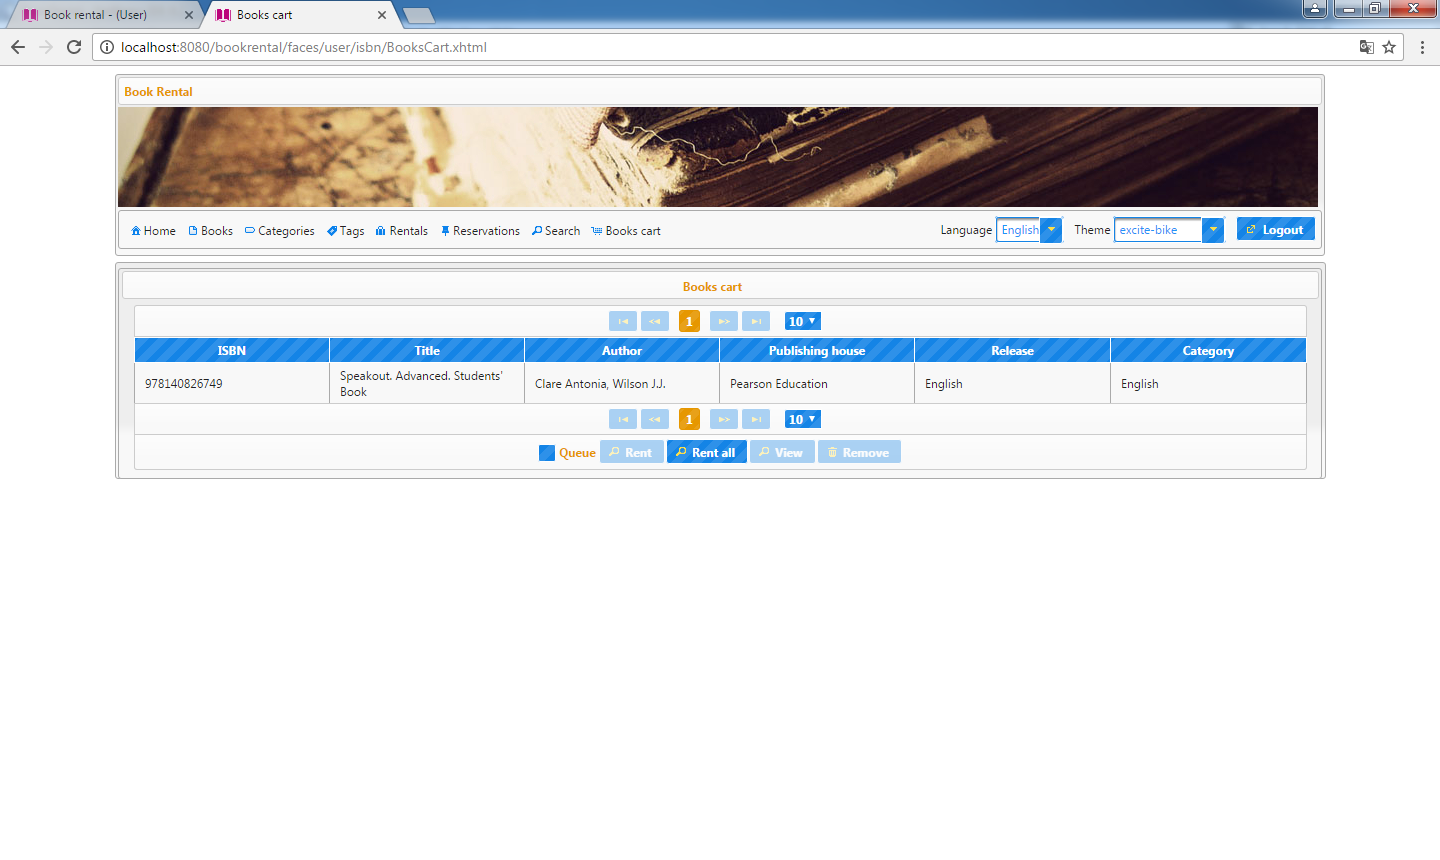 Book rental - (User) Books cart
localhost:8080/bookrental/faces/user/isbn/BooksCart.xhtml
Book Rental
Home Books Categories Tags Rentals Reservations Search Books cart Language English Theme excite-bike Logout
Books cart
1 10
ISBN Title Author Publishing house Release Category
978140826749 Speakout. Advanced. Students' Book Clare Antonia, Wilson J.J. Pearson Education English English
1 10
Queue Rent Rent all View Remove